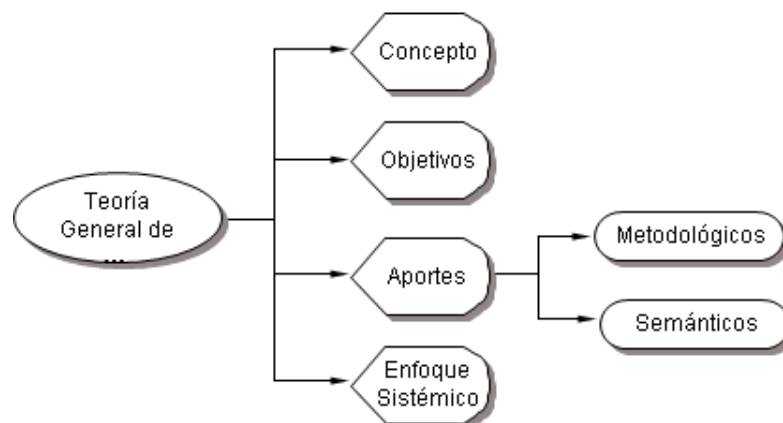 Concepto
Objetivos
Teoría
General de
...
Aportes
Metodológicos
Semánticos
Enfoque
Sistémico